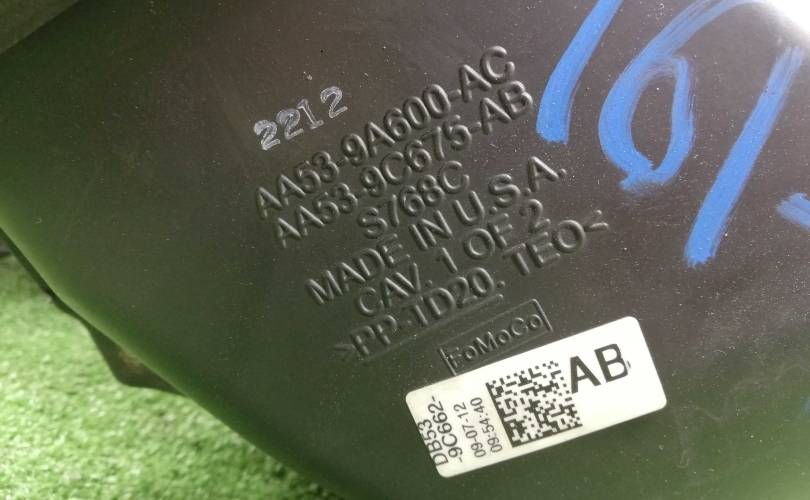 2212
AA53-9A600-AC
AA53-9C675-AB
S768C
MADE IN U.S.A.
CAV. 1 OF 2
>PP-TD20. TEO<
FoMoCo
DB53
-9C662-
09-07-12
09:54:40
AB